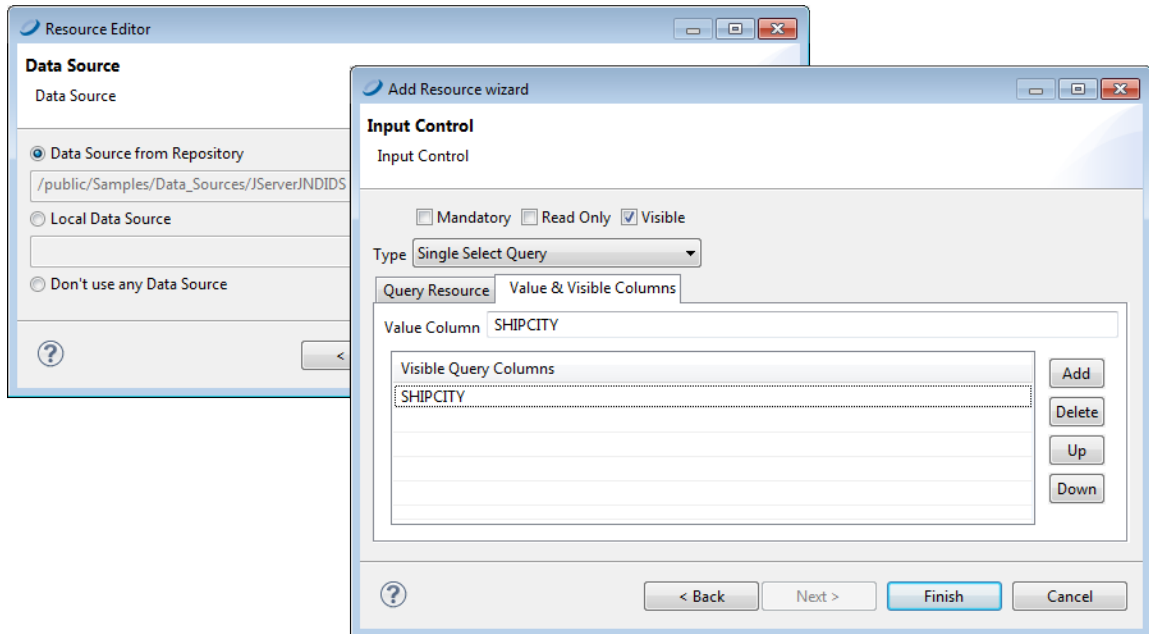 Resource Editor
Data Source
Data Source
Data Source from Repository
/public/Samples/Data_Sources/JServerJNDIDS
Local Data Source
Don't use any Data Source
<
Add Resource wizard
Input Control
Input Control
Mandatory Read Only Visible
Type Single Select Query
Query Resource Value & Visible Columns
Value Column SHIPCITY
Visible Query Columns
SHIPCITY
Add
Delete
Up
Down
? 
? < Back Next > Finish Cancel